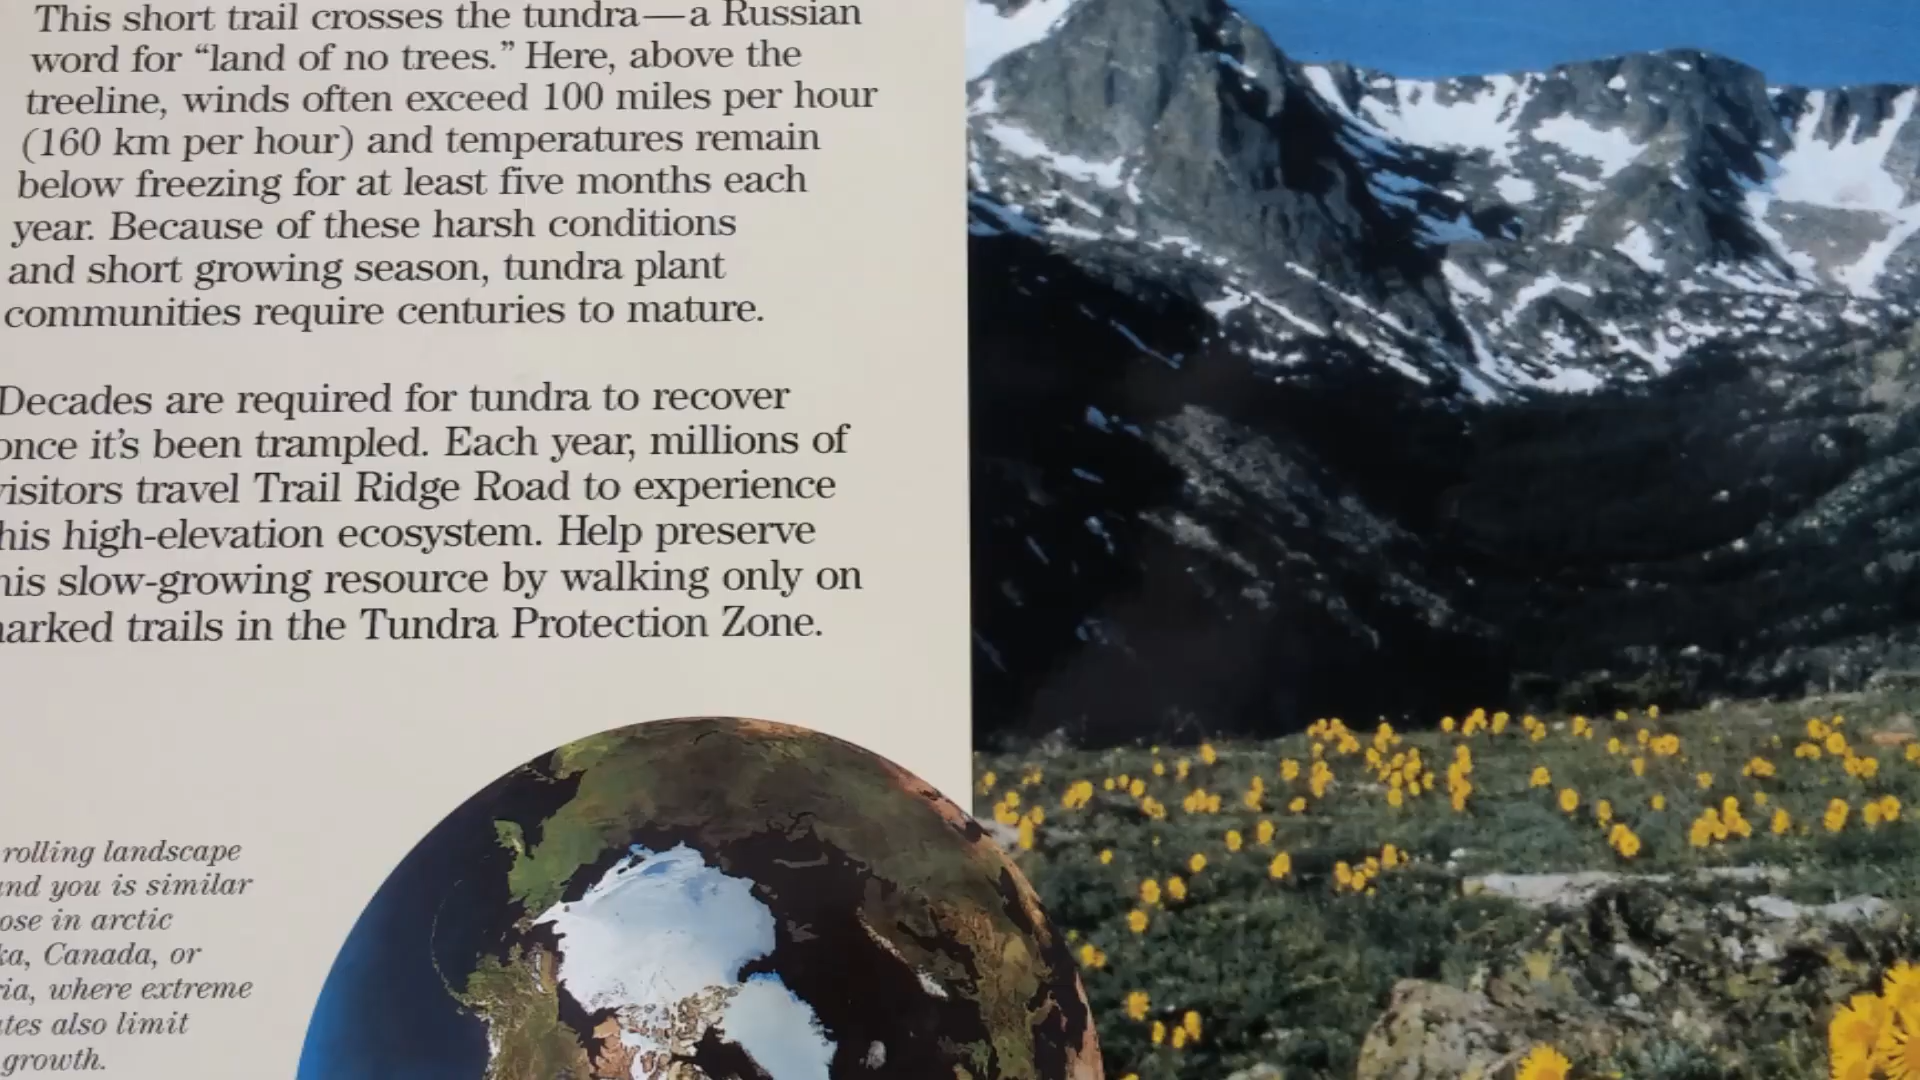 This short trail crosses the tundra—a Russian
word for “land of no trees.” Here, above the
treeline, winds often exceed 100 miles per hour
(160 km per hour) and temperatures remain
below freezing for at least five months each
year. Because of these harsh conditions
and short growing season, tundra plant
communities require centuries to mature.
Decades are required for tundra to recover
once it’s been trampled. Each year, millions of
visitors travel Trail Ridge Road to experience
his high-elevation ecosystem. Help preserve
his slow-growing resource by walking only on
arked trails in the Tundra Protection Zone.
rolling landscape
nd you is similar
ose in arctic
ka, Canada, or
ria, where extreme
ates also limit
growth.